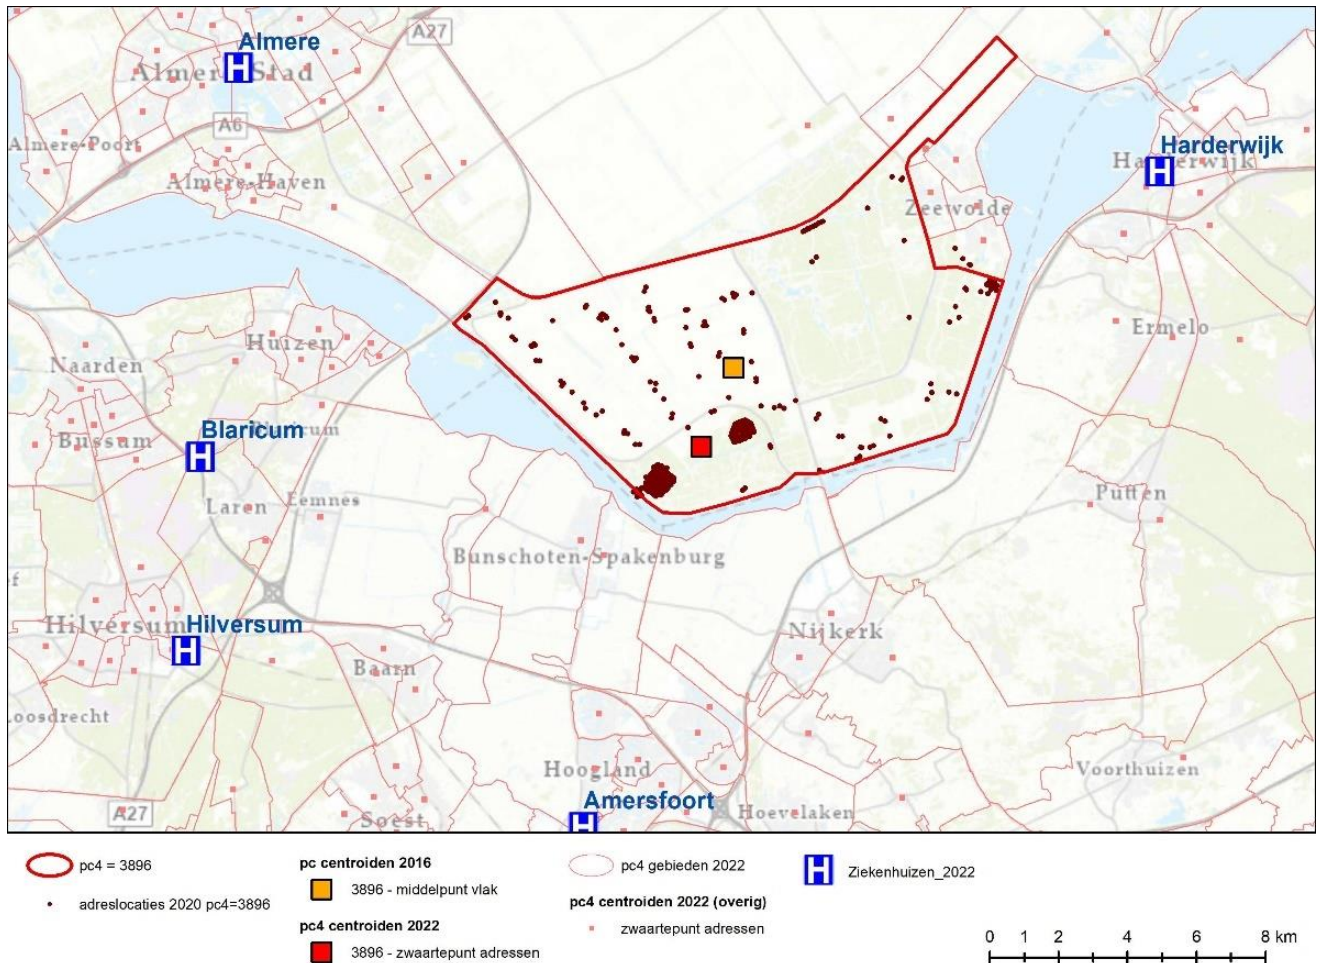 Almere
A27
H
Almere Stad
A6
Almere-Poort
Almere-Haven
Harderwijk
H
Harderwijk
Zeewolde
Huizen
Naarden
Ermelo
Blaricum
Bussum
H
Laren
Eemnes
Putten
Bunschoten-Spakenburg
Hilversum
Hilversum
H
Nijkerk
Baarn
Loosdrecht
Hoogland
Voorthuizen
Amersfoort
A27
H
Hoevelaken
Soest
pc4 = 3896
adreslocaties 2020 pc4=3896
pc centroiden 2016
3896 - middelpunt vlak
pc4 centroiden 2022
3896 - zwaartepunt adressen
pc4 gebieden 2022
pc4 centroiden 2022 (overig)
zwaartepunt adressen
H Ziekenhuizen_2022
0 1 2 4 6 8 km